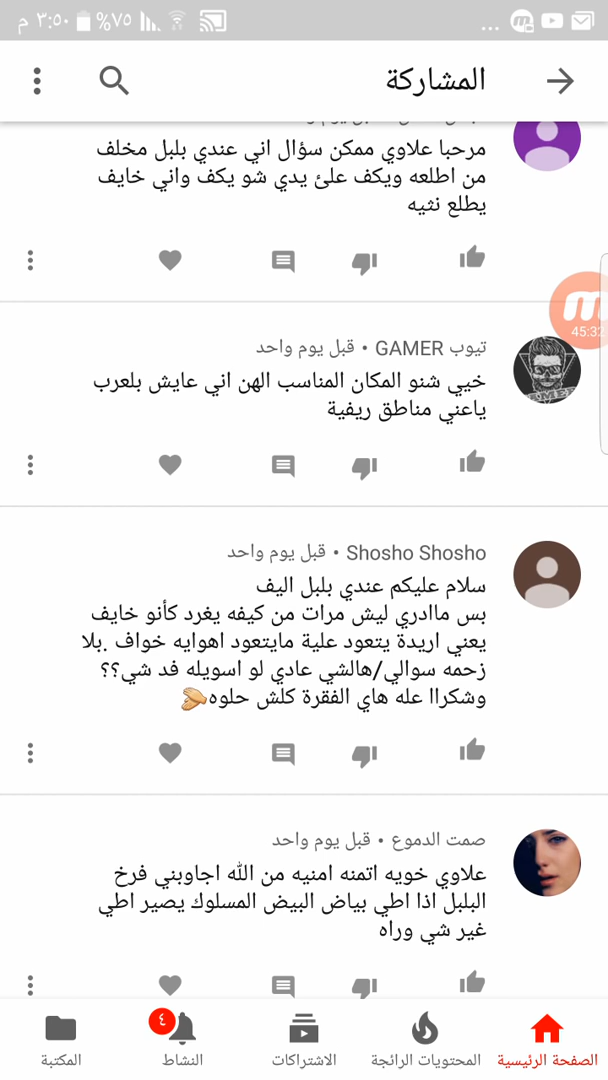 ٣:٥٠ م %٧٥
...
المشاركة
مرحبا علاوي ممكن سؤال اني عندي بلبل مخلف
من اطلعه ويكف علئ يدي شو يكف واني خايف
يطلع نثيه
45:32
تيوب GAMER • قبل يوم واحد
خيي شنو المكان المناسب الهن اني عايش بلعرب
ياعني مناطق ريفية
Shosho Shosho • قبل يوم واحد
سلام عليكم عندي بلبل اليف
بس ماادري ليش مرات من كيفه يغرد كأنو خايف
يعني اريدة يتعود علية مايتعود اهوايه خواف .بلا
زحمه سوالي/هالشي عادي لو اسويله فد شي؟؟
وشكراا عله هاي الفقرة كلش حلوه👏
صمت الدموع • قبل يوم واحد
علاوي خويه اتمنه امنيه من الله اجاوبني فرخ
البلبل اذا اطي بياض البيض المسلوك يصير اطي
غير شي وراه
الصفحة الرئيسية
المحتويات الرائجة
الاشتراكات
٤
النشاط
المكتبة